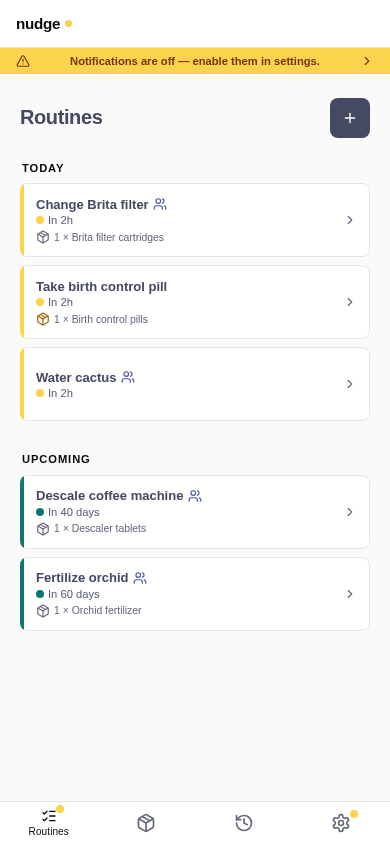 nudge
Notifications are off — enable them in settings.
Routines
TODAY
Change Brita filter
In 2h
1 × Brita filter cartridges
Take birth control pill
In 2h
1 × Birth control pills
Water cactus
In 2h
UPCOMING
Descale coffee machine
In 40 days
1 × Descaler tablets
Fertilize orchid
In 60 days
1 × Orchid fertilizer
Routines